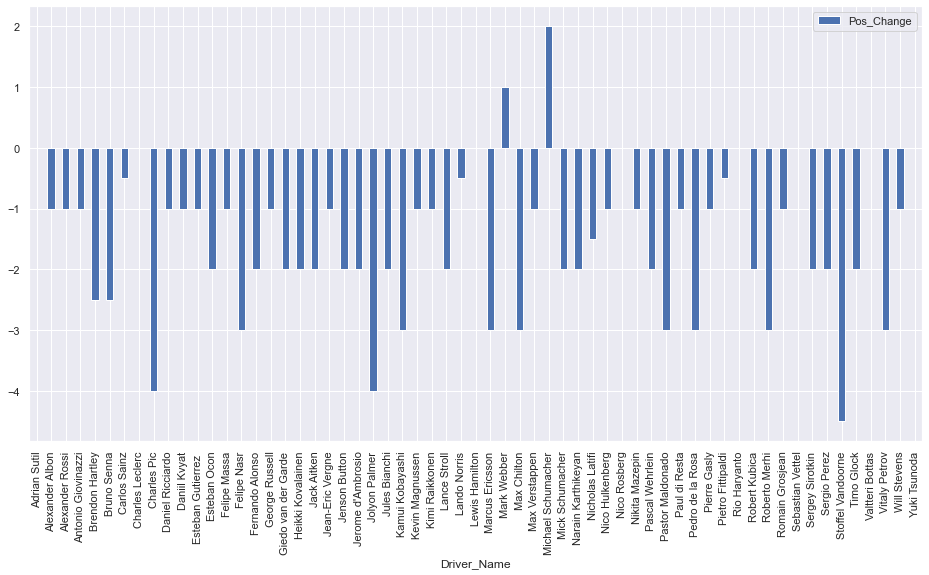 Pos_Change
2
1
0
−1
−2
−3
−4
Adrian Sutil
Alexander Albon
Alexander Rossi
Antonio Giovinazzi
Brendon Hartley
Bruno Senna
Carlos Sainz
Charles Leclerc
Charles Pic
Daniel Ricciardo
Daniil Kvyat
Esteban Gutierrez
Esteban Ocon
Felipe Massa
Felipe Nasr
Fernando Alonso
George Russell
Giedo van der Garde
Heikki Kovalainen
Jack Aitken
Jean-Eric Vergne
Jenson Button
Jerome d'Ambrosio
Jolyon Palmer
Jules Bianchi
Kamui Kobayashi
Kevin Magnussen
Kimi Raikkonen
Lance Stroll
Lando Norris
Lewis Hamilton
Marcus Ericsson
Mark Webber
Max Chilton
Max Verstappen
Michael Schumacher
Mick Schumacher
Narain Karthikeyan
Nicholas Latifi
Nico Hulkenberg
Nico Rosberg
Nikita Mazepin
Pascal Wehrlein
Pastor Maldonado
Paul di Resta
Pedro de la Rosa
Pierre Gasly
Pietro Fittipaldi
Rio Haryanto
Robert Kubica
Roberto Merhi
Romain Grosjean
Sebastian Vettel
Sergey Sirotkin
Sergio Perez
Stoffel Vandoorne
Timo Glock
Valtteri Bottas
Vitaly Petrov
Will Stevens
Yuki Tsunoda
Driver_Name